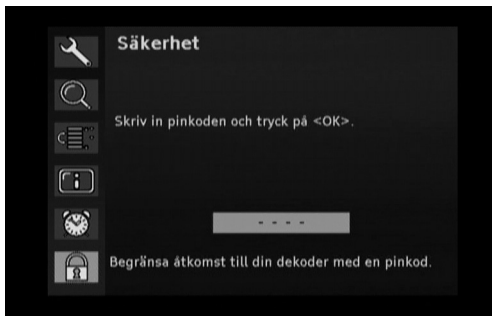 Säkerhet
Skriv in pinkoden och tryck på <OK>.
- - - -
Begränsa åtkomst till din dekoder med en pinkod.